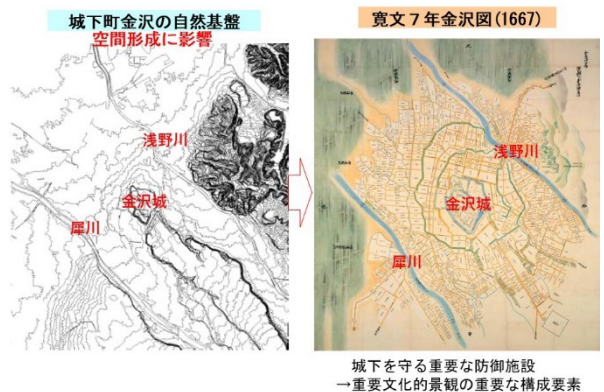 城下町金沢の自然基盤
空間形成に影響
浅野川
金沢城
犀川
寛文7年金沢図(1667)
浅野川
金沢城
犀川
城下を守る重要な防御施設
→重要文化的景観の重要な構成要素